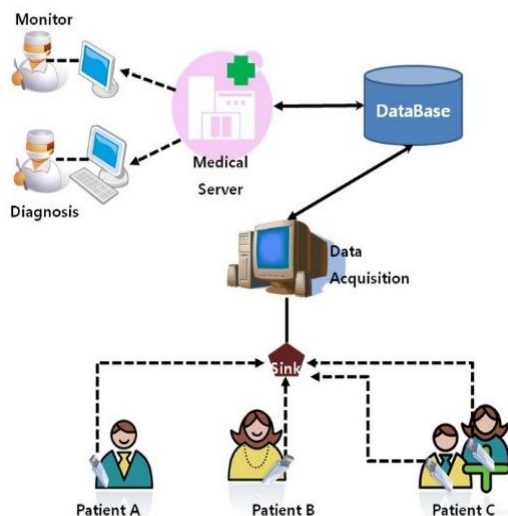 Monitor
DataBase
Medical
Server
Diagnosis
Data
Acquisition
Sink
Patient A
Patient B
Patient C